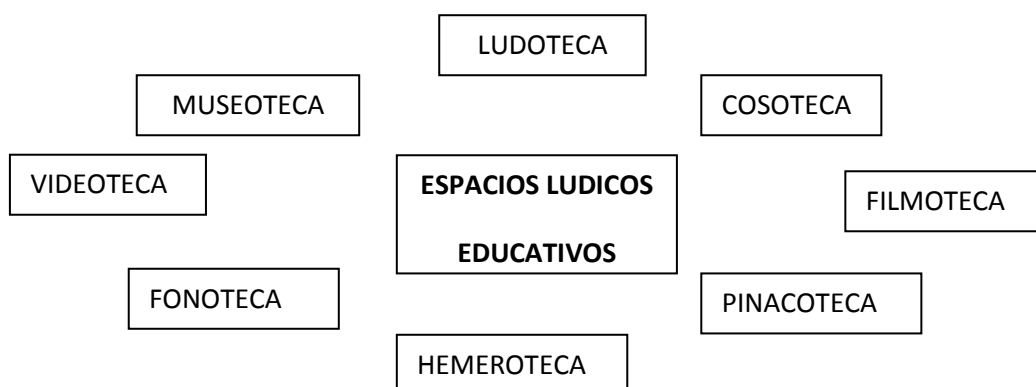 LUDOTECA
MUSEOTECA
COSOTECA
VIDEOTECA
ESPACIOS LUDICOS
EDUCATIVOS
FILMOTECA
FONOTECA
PINACOTECA
HEMEROTECA